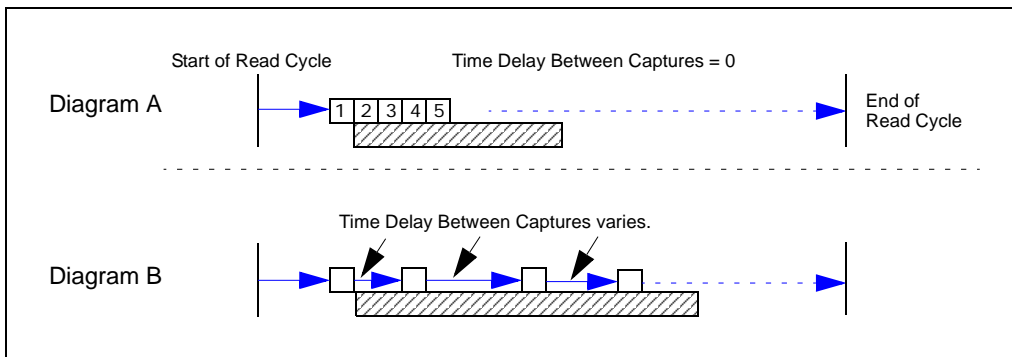 Start of Read Cycle
Time Delay Between Captures = 0
Diagram A
1 2 3 4 5
End of
Read Cycle
Time Delay Between Captures varies.
Diagram B